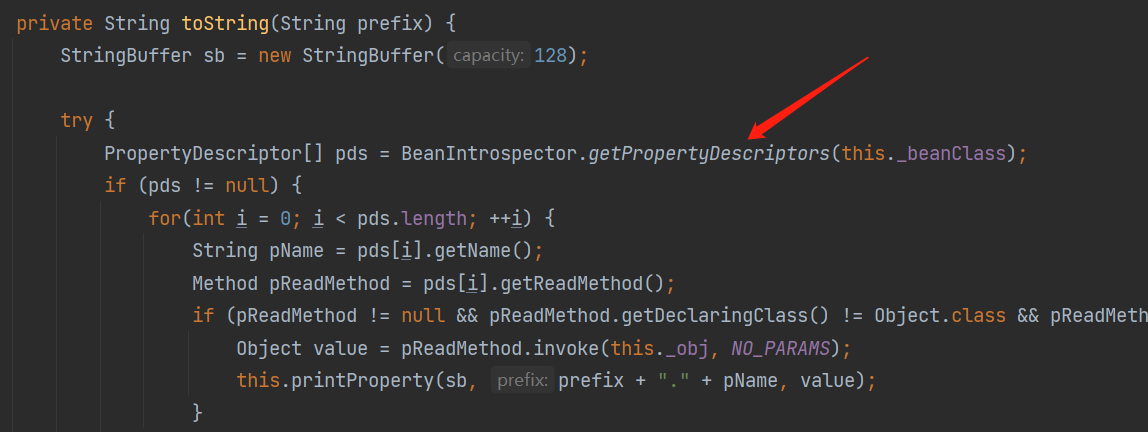 private String toString(String prefix) {
StringBuffer sb = new StringBuffer( capacity: 128);
try {
PropertyDescriptor[] pds = BeanIntrospector.getPropertyDescriptors(this._beanClass);
if (pds != null) {
for(int i = 0; i < pds.length; ++i) {
String pName = pds[i].getName();
Method pReadMethod = pds[i].getReadMethod();
if (pReadMethod != null && pReadMethod.getDeclaringClass() != Object.class && pReadMeth
Object value = pReadMethod.invoke(this._obj, NO_PARAMS);
this.printProperty(sb, prefix: prefix + "." + pName, value);
}